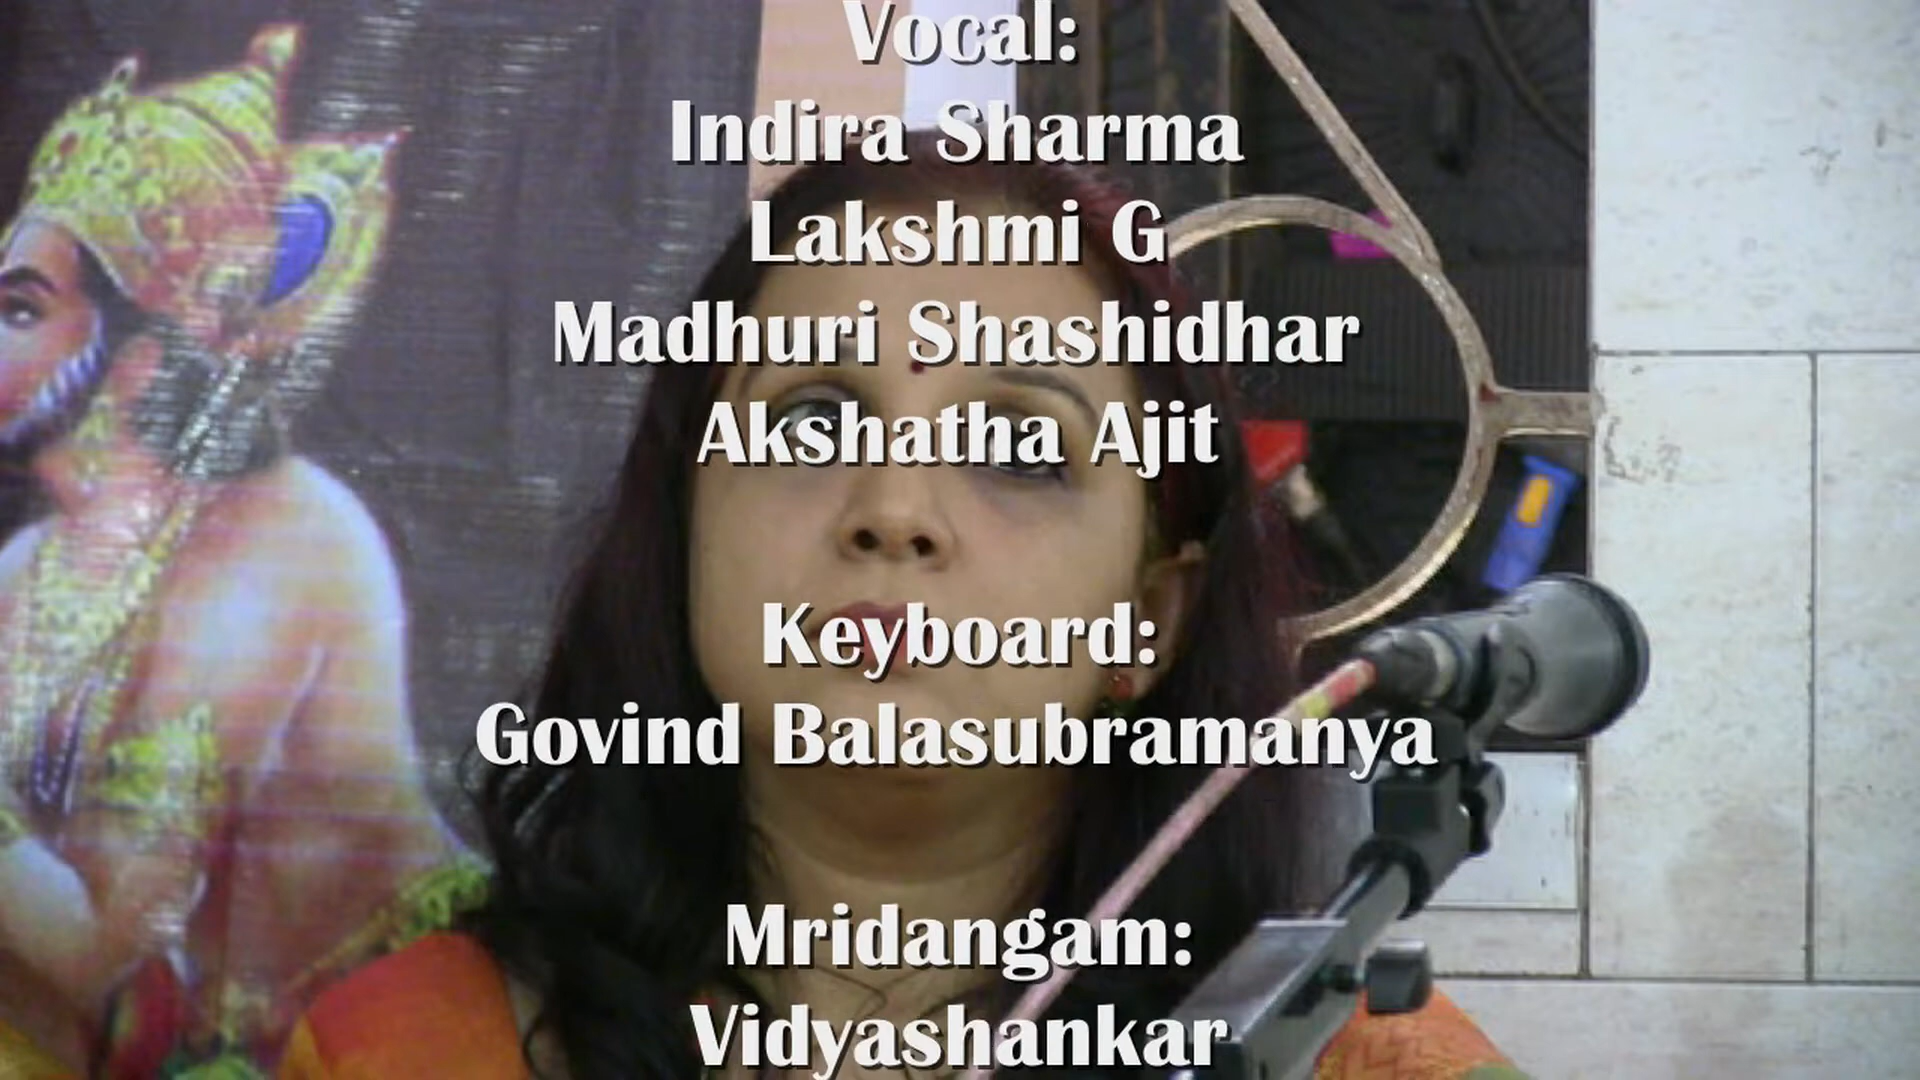 Vocal:
Indira Sharma
Lakshmi G
Madhuri Shashidhar
Akshatha Ajit
Keyboard:
Govind Balasubramanya
Mridangam:
Vidyashankar